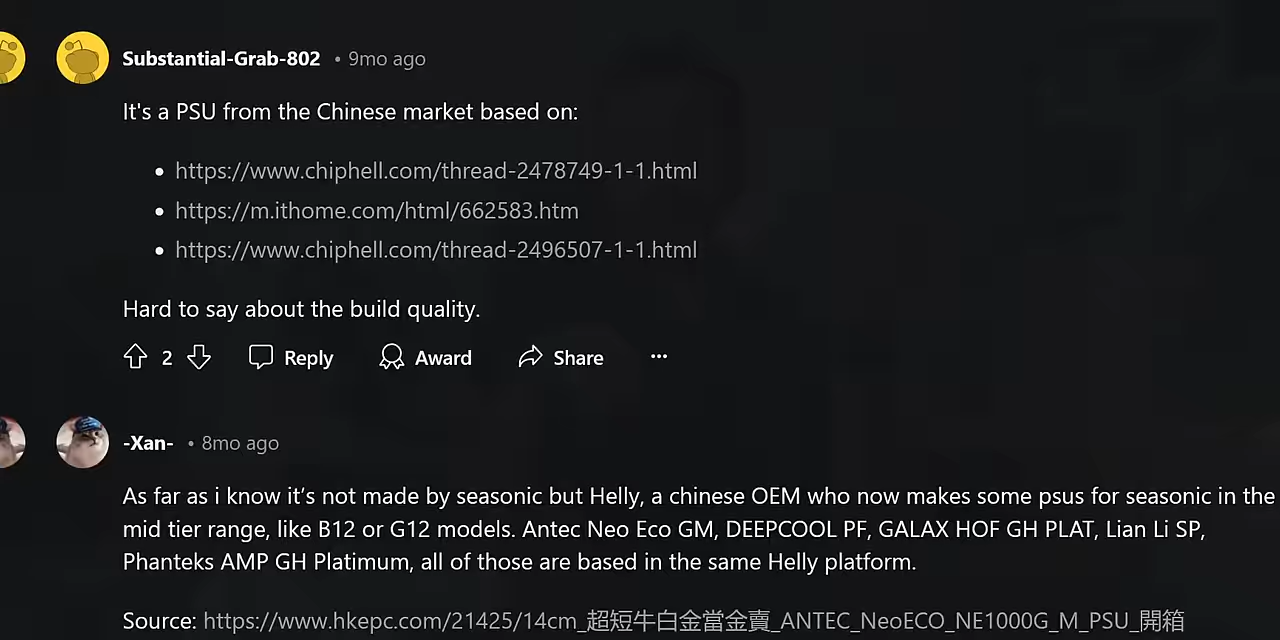 Substantial-Grab-802 • 9mo ago
It's a PSU from the Chinese market based on:
• https://www.chiphell.com/thread-2478749-1-1.html
• https://m.ithome.com/html/662583.htm
• https://www.chiphell.com/thread-2496507-1-1.html
Hard to say about the build quality.
2 Reply Award Share ...
-Xan- • 8mo ago
As far as i know it’s not made by seasonic but Helly, a chinese OEM who now makes some psus for seasonic in the
mid tier range, like B12 or G12 models. Antec Neo Eco GM, DEEPCOOL PF, GALAX HOF GH PLAT, Lian Li SP,
Phanteks AMP GH Platimum, all of those are based in the same Helly platform.
Source: https://www.hkepc.com/21425/14cm_超短牛白金當金賣_ANTEC_NeoECO_NE1000G_M_PSU_開箱